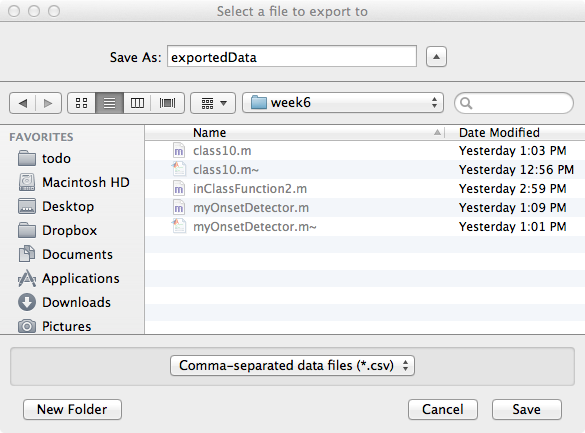 Select a file to export to
Save As: exportedData
week6
FAVORITES
todo
Macintosh HD
Desktop
Dropbox
Documents
Applications
Downloads
Pictures
Name Date Modified
class10.m Yesterday 1:03 PM
class10.m~ Yesterday 12:56 PM
inClassFunction2.m Yesterday 2:59 PM
myOnsetDetector.m Yesterday 1:09 PM
myOnsetDetector.m~ Yesterday 1:01 PM
Comma-separated data files (*.csv)
New Folder Cancel Save